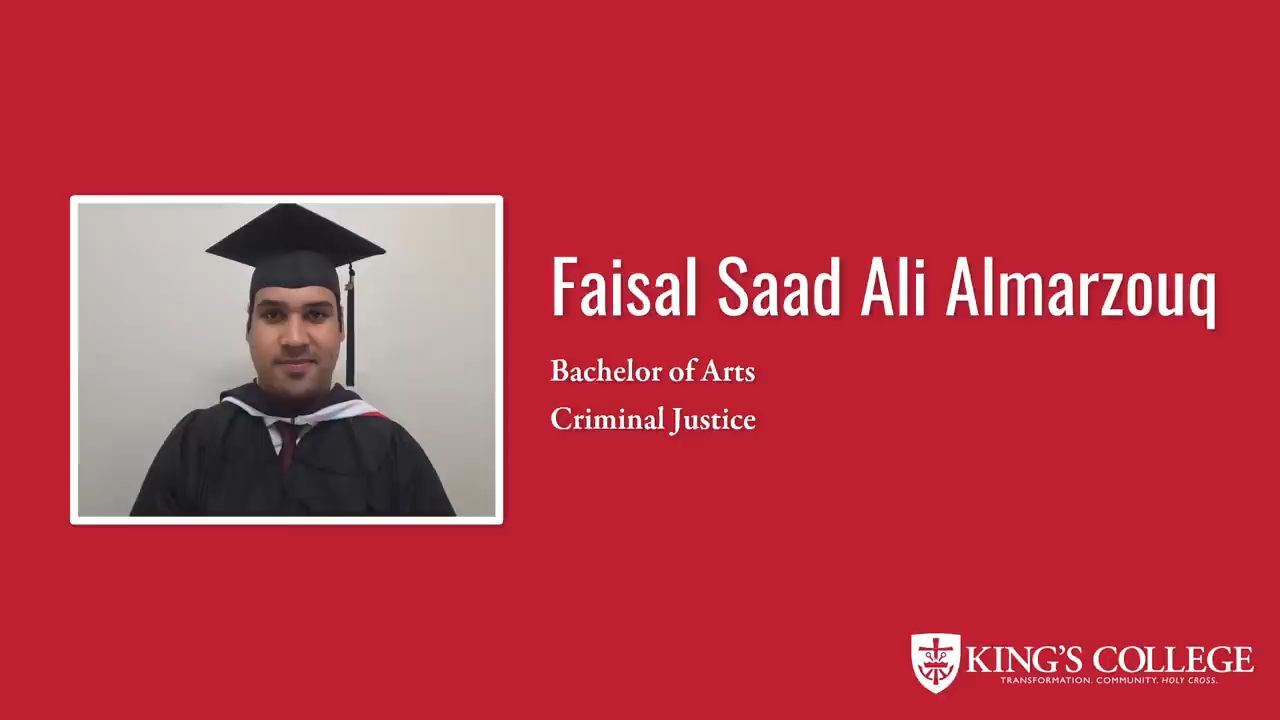 Faisal Saad Ali Almarzouq
Bachelor of Arts
Criminal Justice
KING'S COLLEGE
TRANSFORMATION. COMMUNITY. HOLY CROSS.